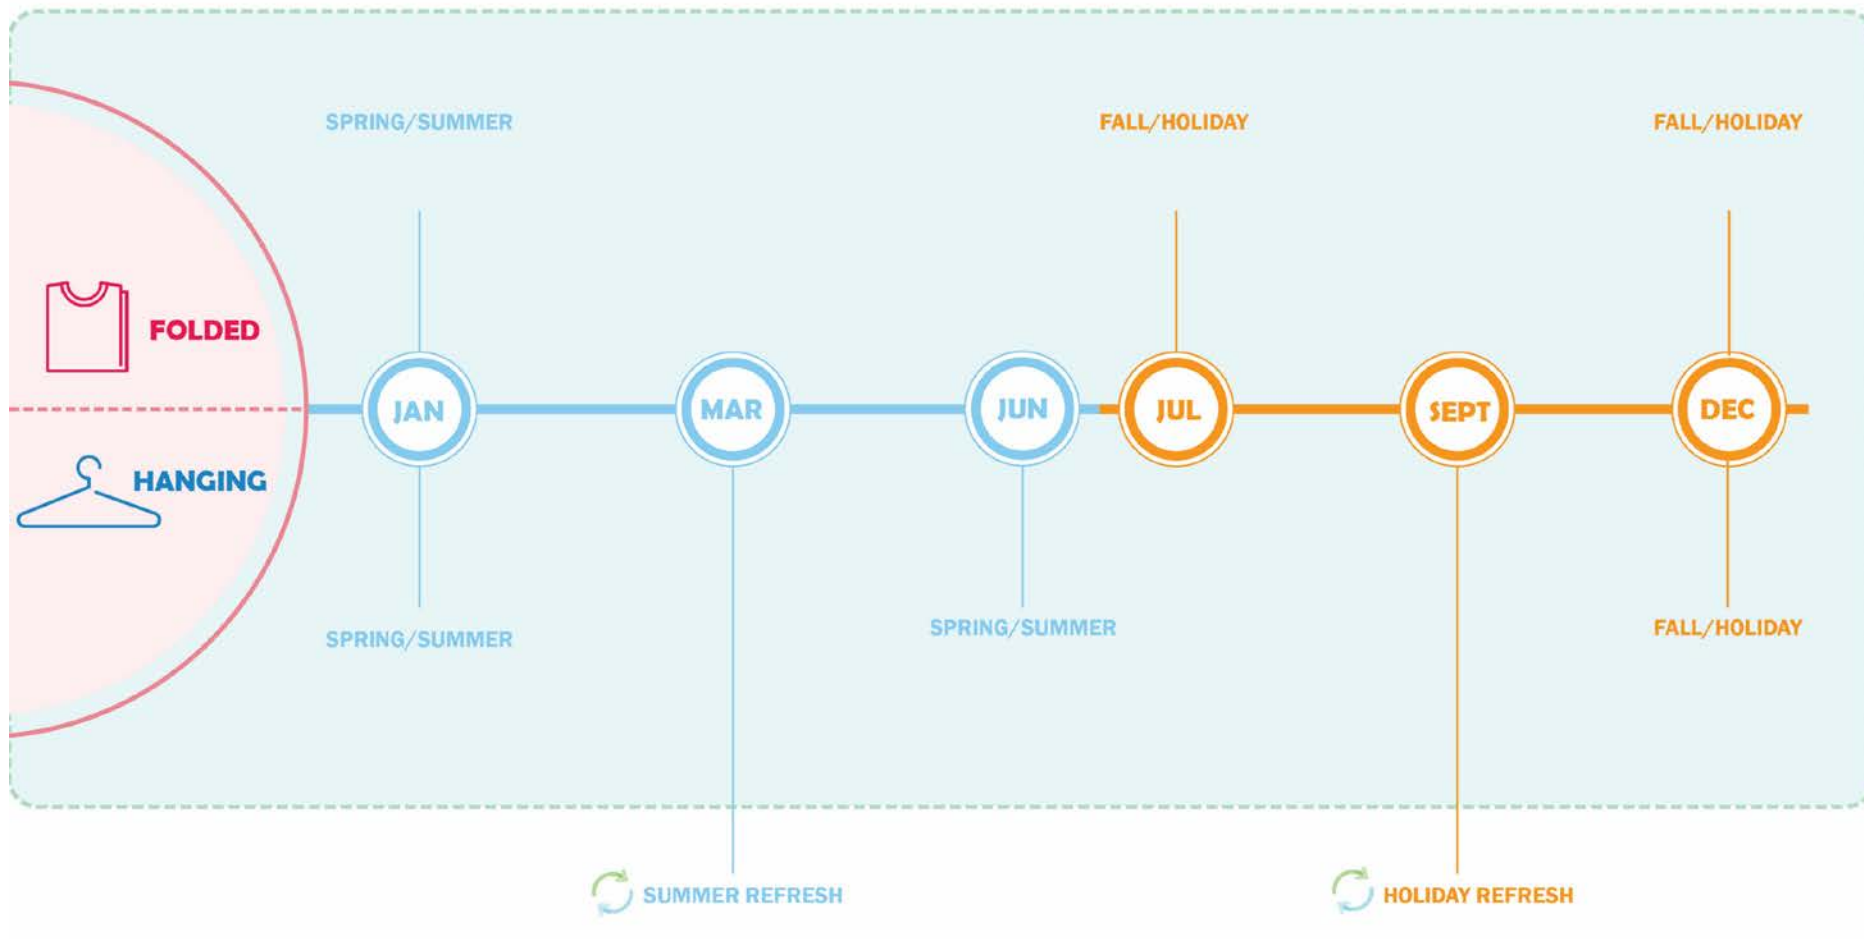 SPRING/SUMMER
FALL/HOLIDAY
FALL/HOLIDAY
FOLDED
JAN
MAR
JUN
JUL
SEPT
DEC
HANGING
SPRING/SUMMER
SPRING/SUMMER
FALL/HOLIDAY
SUMMER REFRESH
HOLIDAY REFRESH